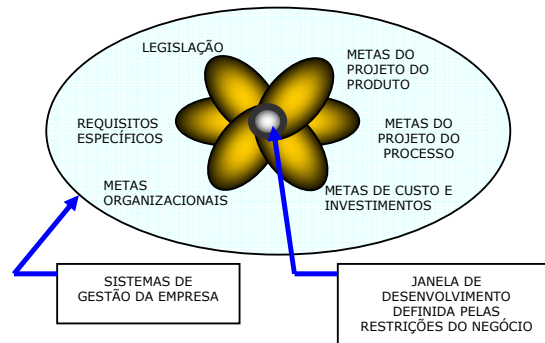 LEGISLAÇÃO
METAS DO
PROJETO DO
PRODUTO
REQUISITOS
ESPECÍFICOS
METAS DO
PROJETO DO
PROCESSO
METAS
ORGANIZACIONAIS
METAS DE CUSTO E
INVESTIMENTOS
SISTEMAS DE
GESTÃO DA EMPRESA
JANELA DE
DESENVOLVIMENTO
DEFINIDA PELAS
RESTRIÇÕES DO NEGÓCIO